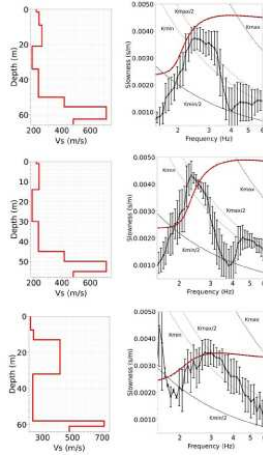 0
20
40
60
Depth (m)
200
400
600
Vs (m/s)
0.0050
0.0040
0.0030
0.0020
0.0010
Slowness (s/m)
Kmax/2
Kmin
Kmax
Kmin/2
2
3
4
5
6
Frequency (Hz)
0
10
20
30
40
50
Depth (m)
200
400
600
Vs (m/s)
0.0050
0.0040
0.0030
0.0020
0.0010
Slowness (s/m)
Kmin
Kmax
Kmax/2
Kmin/2
2
3
4
5
6
Frequency (Hz)
0
20
40
60
Depth (m)
300
500
700
Vs (m/s)
0.0050
0.0040
0.0030
0.0020
0.0010
Slowness (s/m)
Kmin
Kmax/2
Kmax
Kmin/2
2
3
4
5
6
Frequency (Hz)